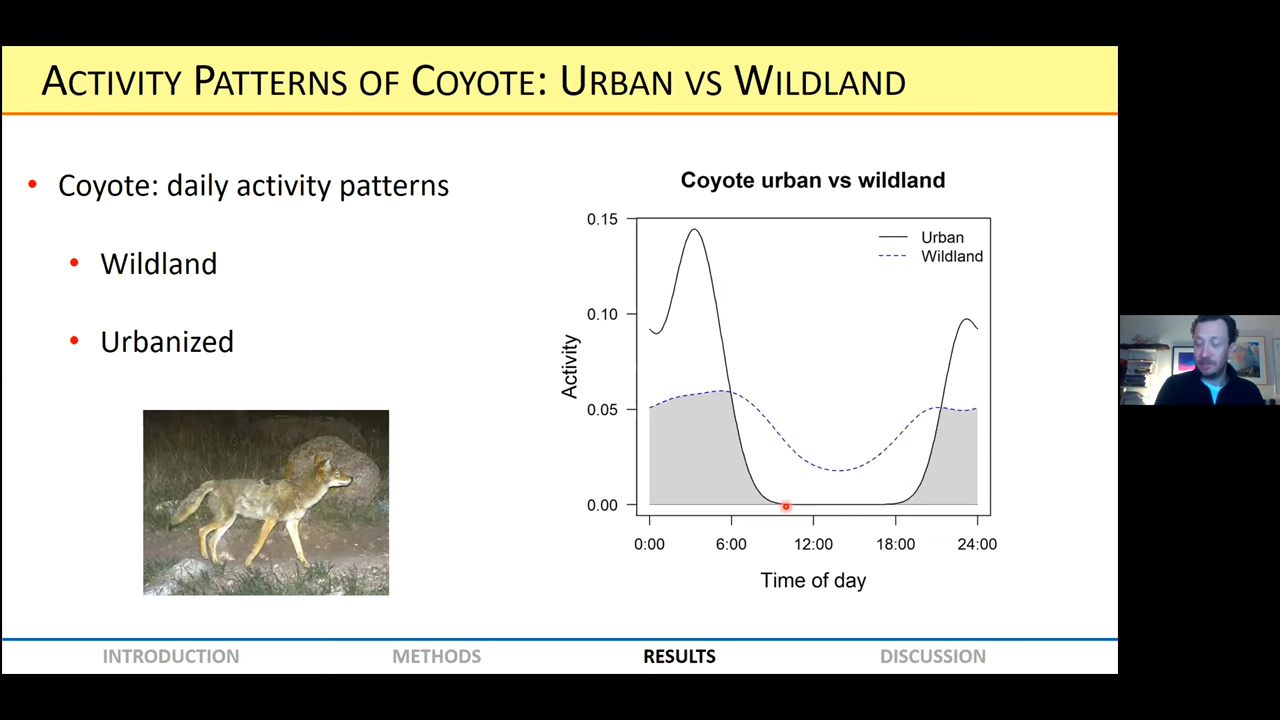 ACTIVITY PATTERNS OF COYOTE: URBAN VS WILDLAND
• Coyote: daily activity patterns
• Wildland
• Urbanized
Coyote urban vs wildland
Urban
Wildland
0.15
0.10
0.05
0.00
Activity
0:00 6:00 12:00 18:00 24:00
Time of day
INTRODUCTION METHODS RESULTS DISCUSSION